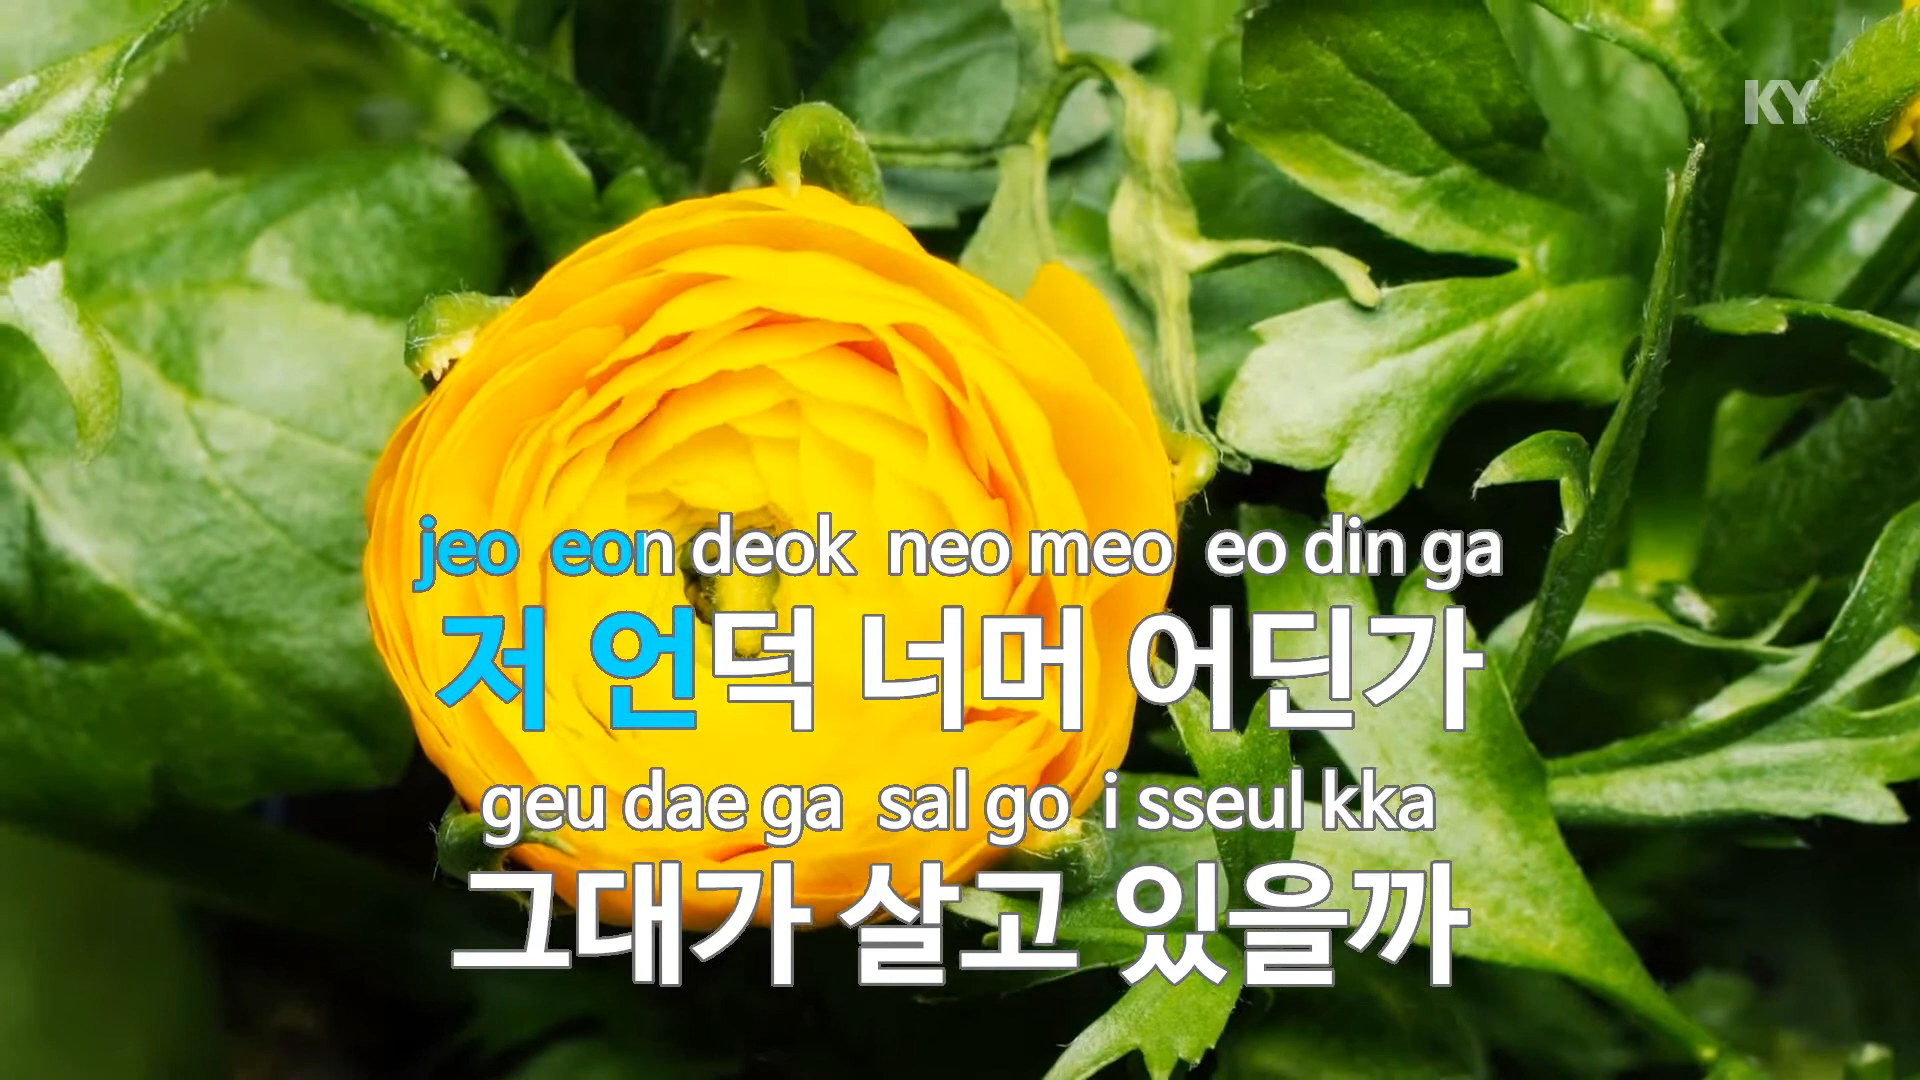 KY
jeo eon deok neo meo eo din ga
저 언덕 너머 어딘가
geu dae ga sal go i sseul kka
그대가 살고 있을까